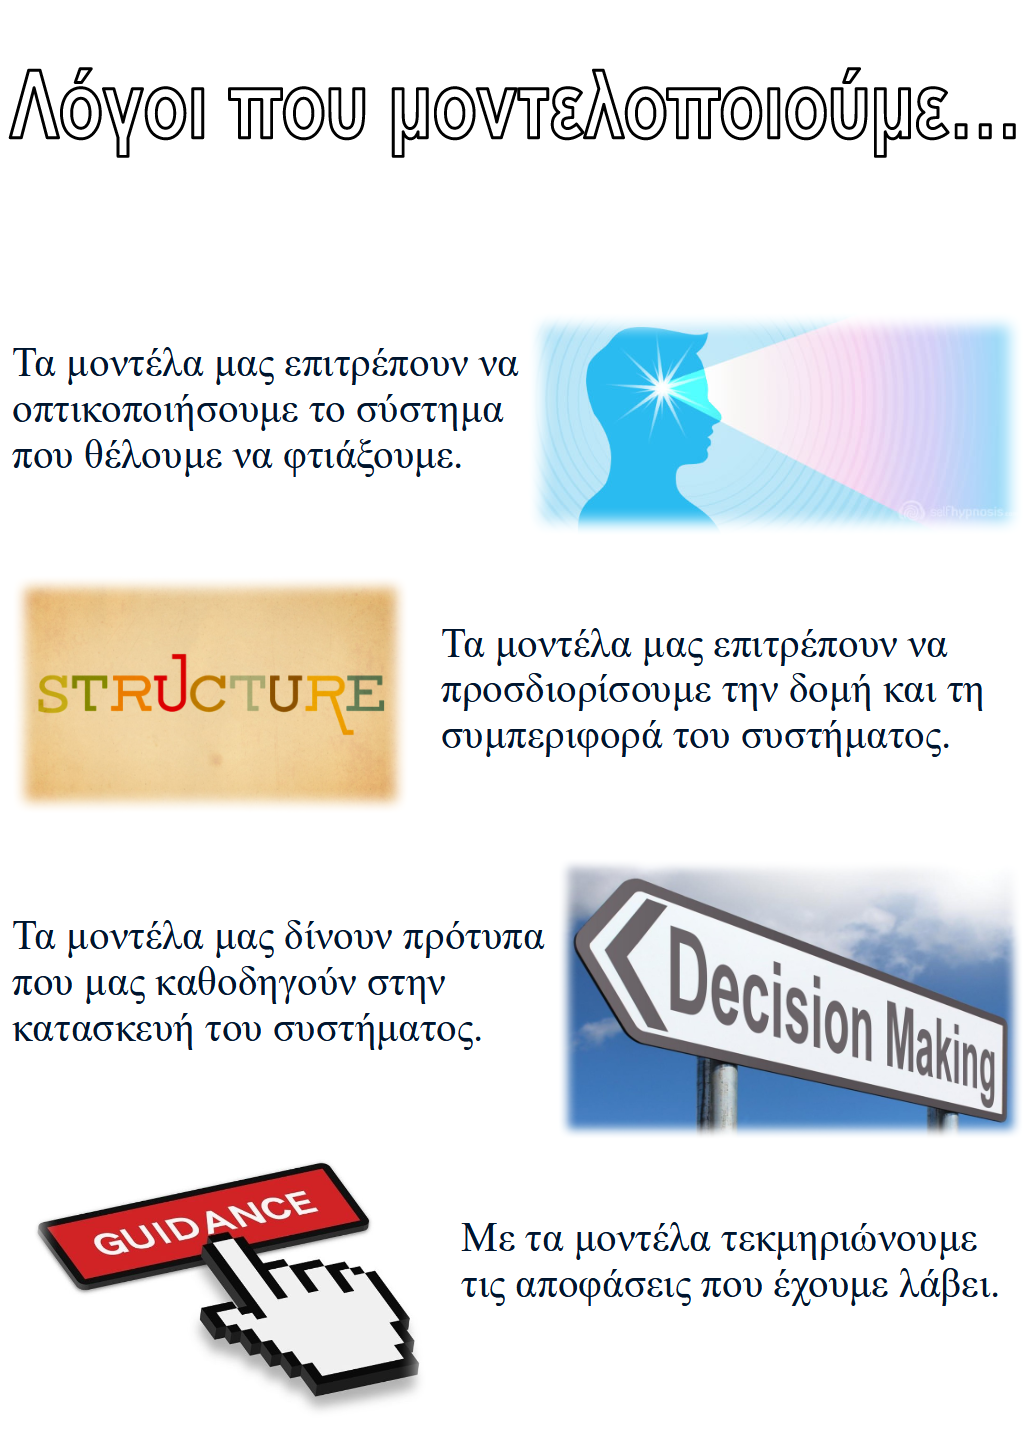 Λόγοι που μοντελοποιούμε...
Τα μοντέλα μας επιτρέπουν να
οπτικοποιήσουμε το σύστημα
που θέλουμε να φτιάξουμε.
selfhypnosis
STRUCTURE
Τα μοντέλα μας επιτρέπουν να
προσδιορίσουμε την δομή και τη
συμπεριφορά του συστήματος.
Τα μοντέλα μας δίνουν πρότυπα
που μας καθοδηγούν στην
κατασκευή του συστήματος.
Decision Making
GUIDANCE
Με τα μοντέλα τεκμηριώνουμε
τις αποφάσεις που έχουμε λάβει.